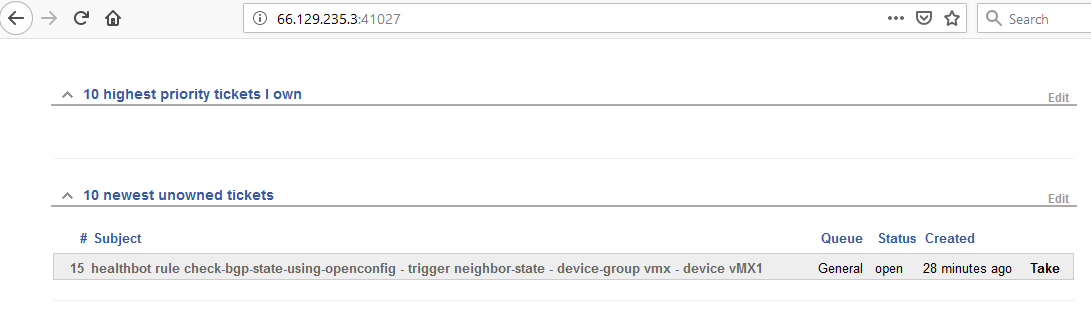 66.129.235.3:41027
Search
10 highest priority tickets I own
Edit
10 newest unowned tickets
Edit
# Subject Queue Status Created
15 healthbot rule check-bgp-state-using-openconfig - trigger neighbor-state - device-group vmx - device vMX1 General open 28 minutes ago Take